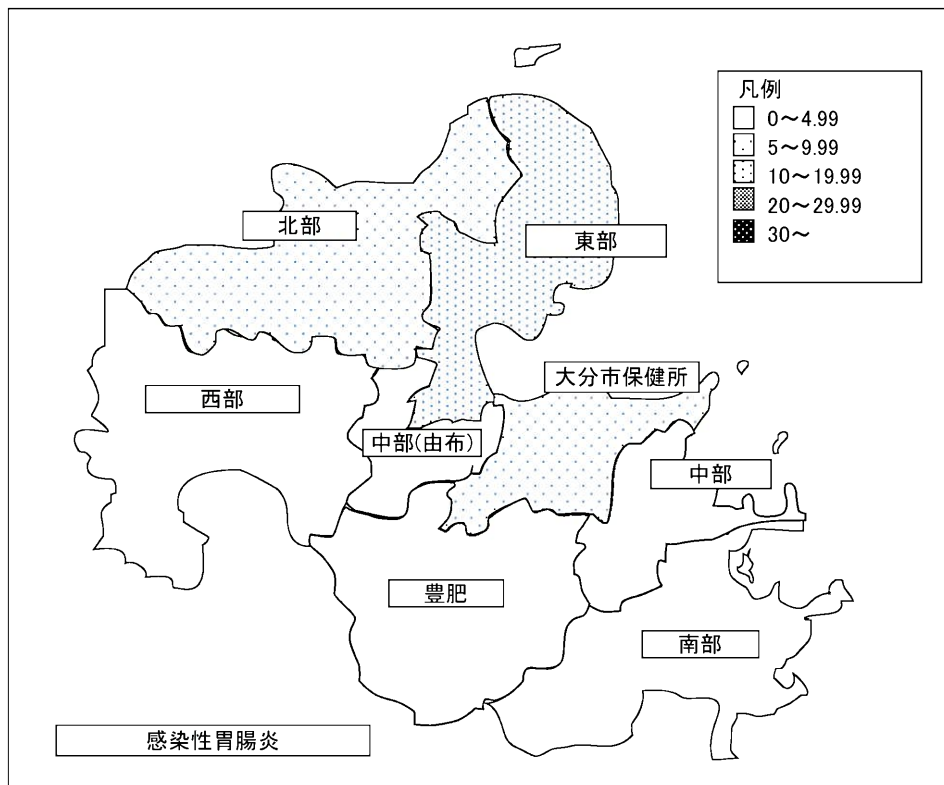 凡例
0～4.99
5～9.99
10～19.99
20～29.99
30～
北部
東部
大分市保健所
西部
中部(由布)
中部
豊肥
南部
感染性胃腸炎